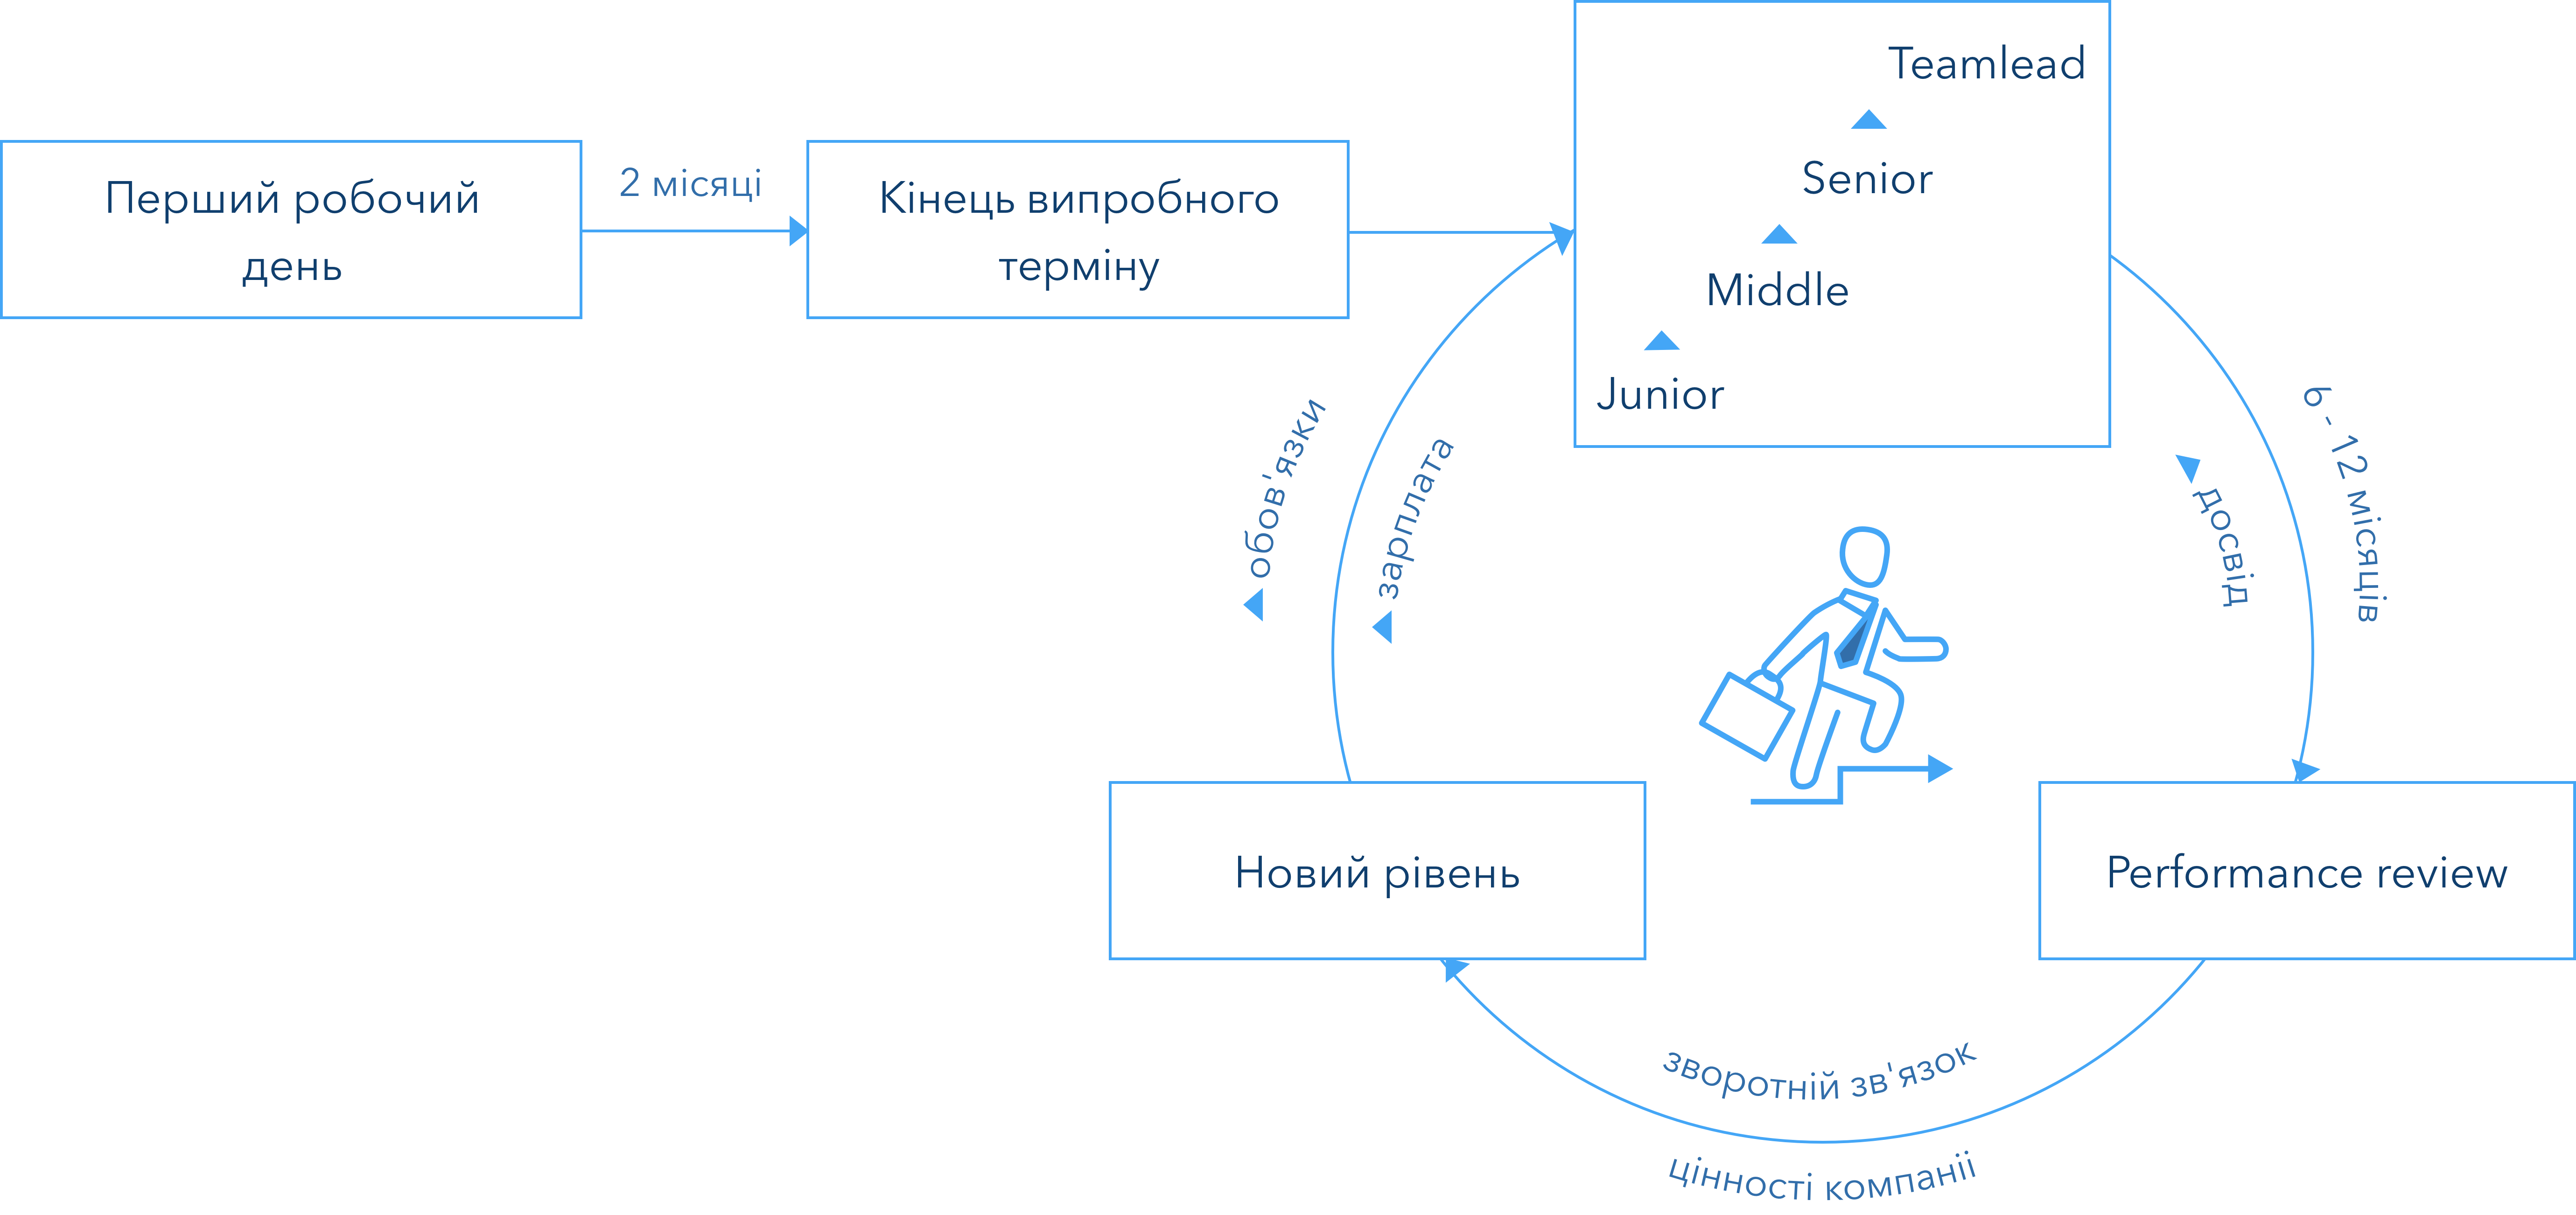 Teamlead
Senior
Middle
Junior
Перший робочий
день
2 місяці
Кінець випробного
терміну
обов'язки
зарплата
досвід
6 - 12 місяців
Новий рівень
Performance review
зворотній зв'язок
цінності компанії